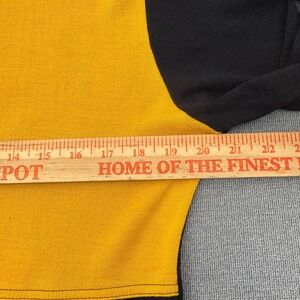 14 15 16 17 18 19 20 21 22
POT HOME OF THE FINEST